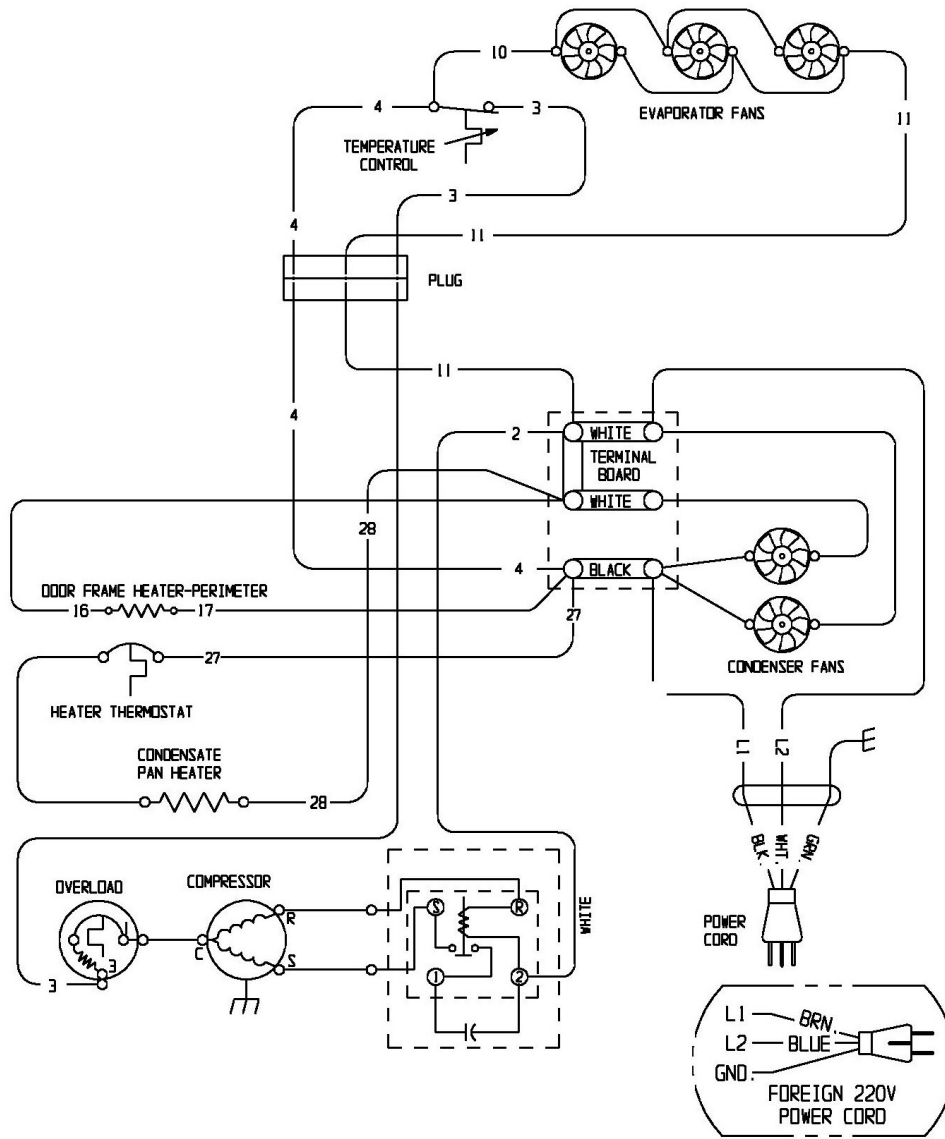 10
EVAPORATOR FANS
11
4
3
TEMPERATURE
CONTROL
3
4
11
PLUG
11
4
2
WHITE
TERMINAL
BOARD
WHITE
28
4
BLACK
DOOR FRAME HEATER-PERIMETER
16
17
27
27
HEATER THERMOSTAT
CONDENSER FANS
L1
L2
CONDENSATE
PAN HEATER
28
BLK.
WHT.
GRN.
OVERLOAD
COMPRESSOR
R
S
R
WHITE
1
3
C
S
1
2
3
POWER
CORD
L1
BRN.
L2
BLUE
GND.
FOREIGN 220V
POWER CORD